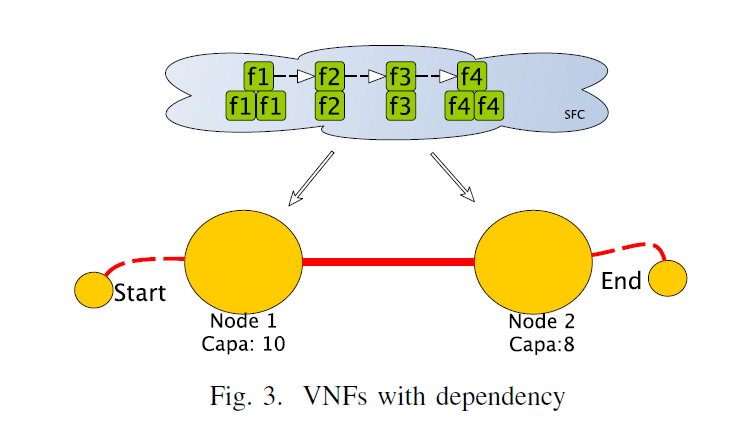 f1 f2 f3 f4
f1 f1 f2 f3 f4 f4
SFC
Start
End
Node 1
Capa: 10
Node 2
Capa:8
Fig. 3. VNFs with dependency